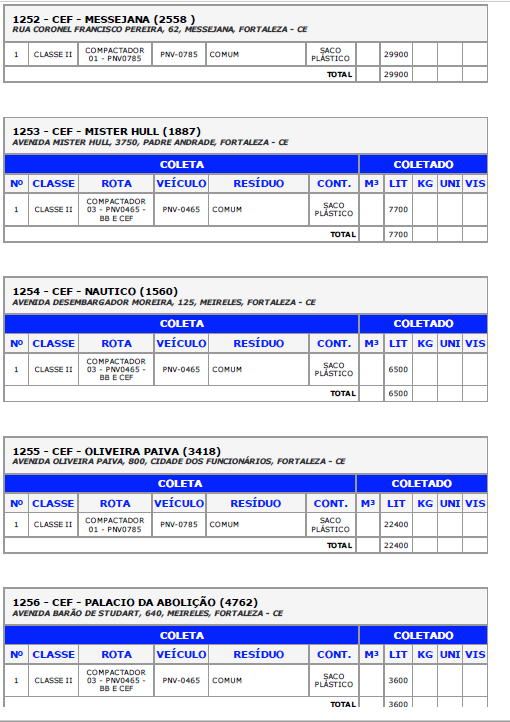 1252 - CEF - MESSEJANA (2558 )
RUA CORONEL FRANCISCO PEREIRA, 62, MESSEJANA, FORTALEZA - CE
1 CLASSE II COMPACTADOR 01 - PNV0785 PNV-0785 COMUM SACO PLÁSTICO 29900
TOTAL 29900
1253 - CEF - MISTER HULL (1887)
AVENIDA MISTER HULL, 3750, PADRE ANDRADE, FORTALEZA - CE
COLETA COLETADO
Nº CLASSE ROTA VEÍCULO RESÍDUO CONT. M³ LIT KG UNI VIS
1 CLASSE II COMPACTADOR 03 - PNV0465 - BB E CEF PNV-0465 COMUM SACO PLÁSTICO 7700
TOTAL 7700
1254 - CEF - NAUTICO (1560)
AVENIDA DESEMBARGADOR MOREIRA, 125, MEIRELES, FORTALEZA - CE
COLETA COLETADO
Nº CLASSE ROTA VEÍCULO RESÍDUO CONT. M³ LIT KG UNI VIS
1 CLASSE II COMPACTADOR 03 - PNV0465 - BB E CEF PNV-0465 COMUM SACO PLÁSTICO 6500
TOTAL 6500
1255 - CEF - OLIVEIRA PAIVA (3418)
AVENIDA OLIVEIRA PAIVA, 800, CIDADE DOS FUNCIONÁRIOS, FORTALEZA - CE
COLETA COLETADO
Nº CLASSE ROTA VEÍCULO RESÍDUO CONT. M³ LIT KG UNI VIS
1 CLASSE II COMPACTADOR 01 - PNV0785 PNV-0785 COMUM SACO PLÁSTICO 22400
TOTAL 22400
1256 - CEF - PALACIO DA ABOLIÇÃO (4762)
AVENIDA BARÃO DE STUDART, 640, MEIRELES, FORTALEZA - CE
COLETA COLETADO
Nº CLASSE ROTA VEÍCULO RESÍDUO CONT. M³ LIT KG UNI VIS
1 CLASSE II COMPACTADOR 03 - PNV0465 - BB E CEF PNV-0465 COMUM SACO PLÁSTICO 3600
TOTAL 3600